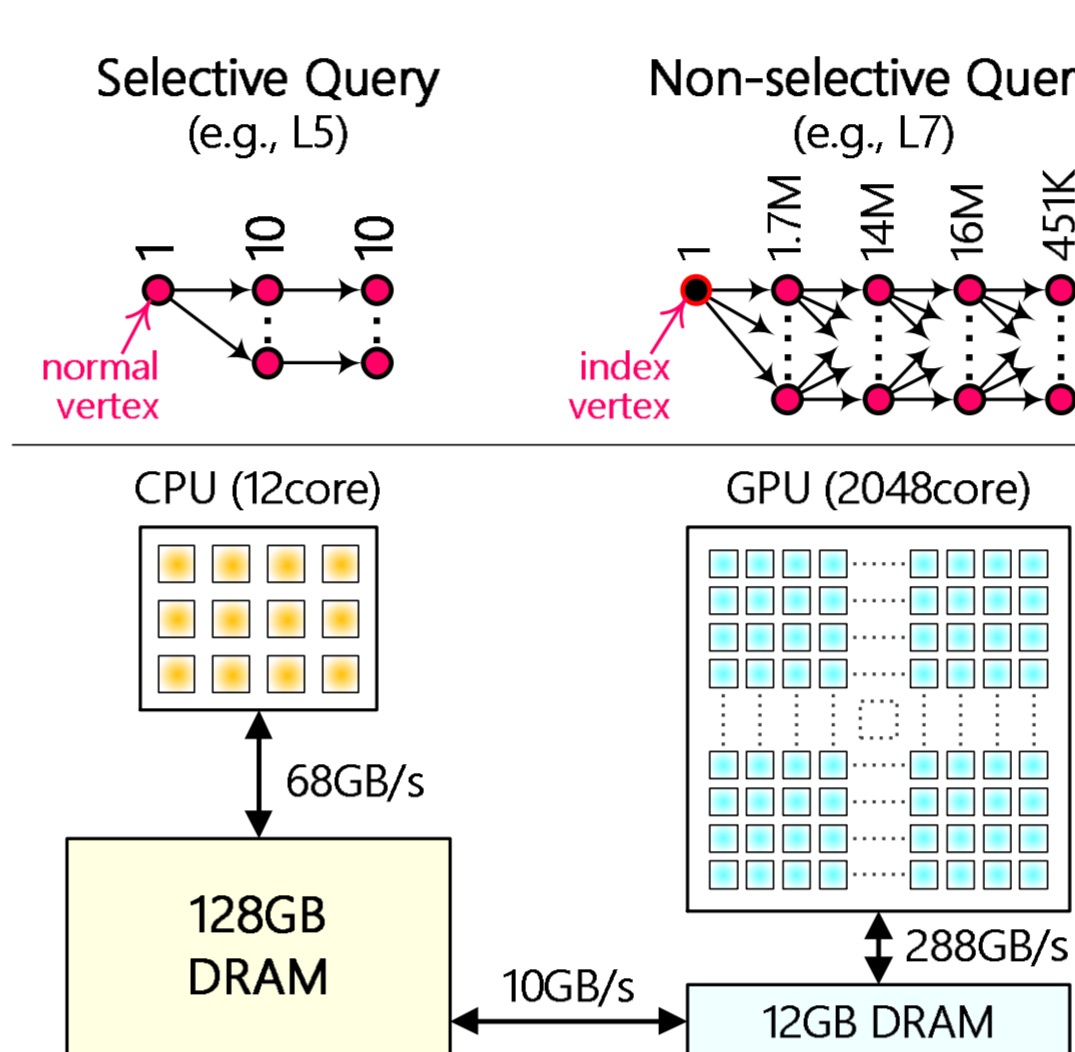 Selective Query
(e.g., L5)
1
10
10
normal
vertex
Non-selective Quer
(e.g., L7)
1
1.7M
14M
16M
451K
index
vertex
CPU (12core)
68GB/s
128GB
DRAM
GPU (2048core)
288GB/s
10GB/s
12GB DRAM